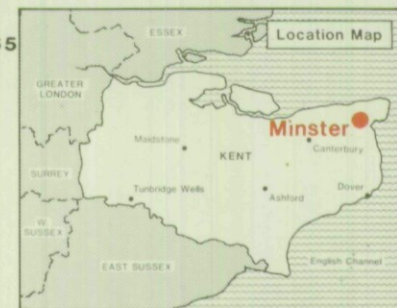 55
ESSEX
Location Map
GREATER
LONDON
Minster
Maidstone
KENT
Canterbury
SURREY
Tunbridge Wells
Ashford
Dover
W.
SUSSEX
EAST SUSSEX
English Channel